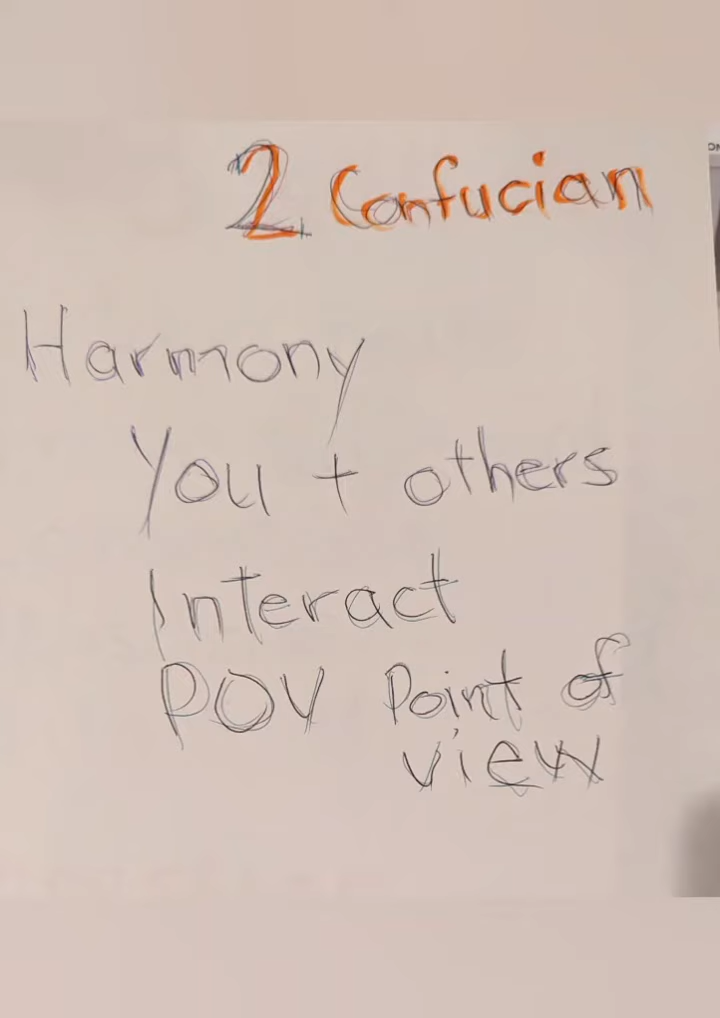 2. Confucian
Harmony
You + others
Interact
POV Point of
view